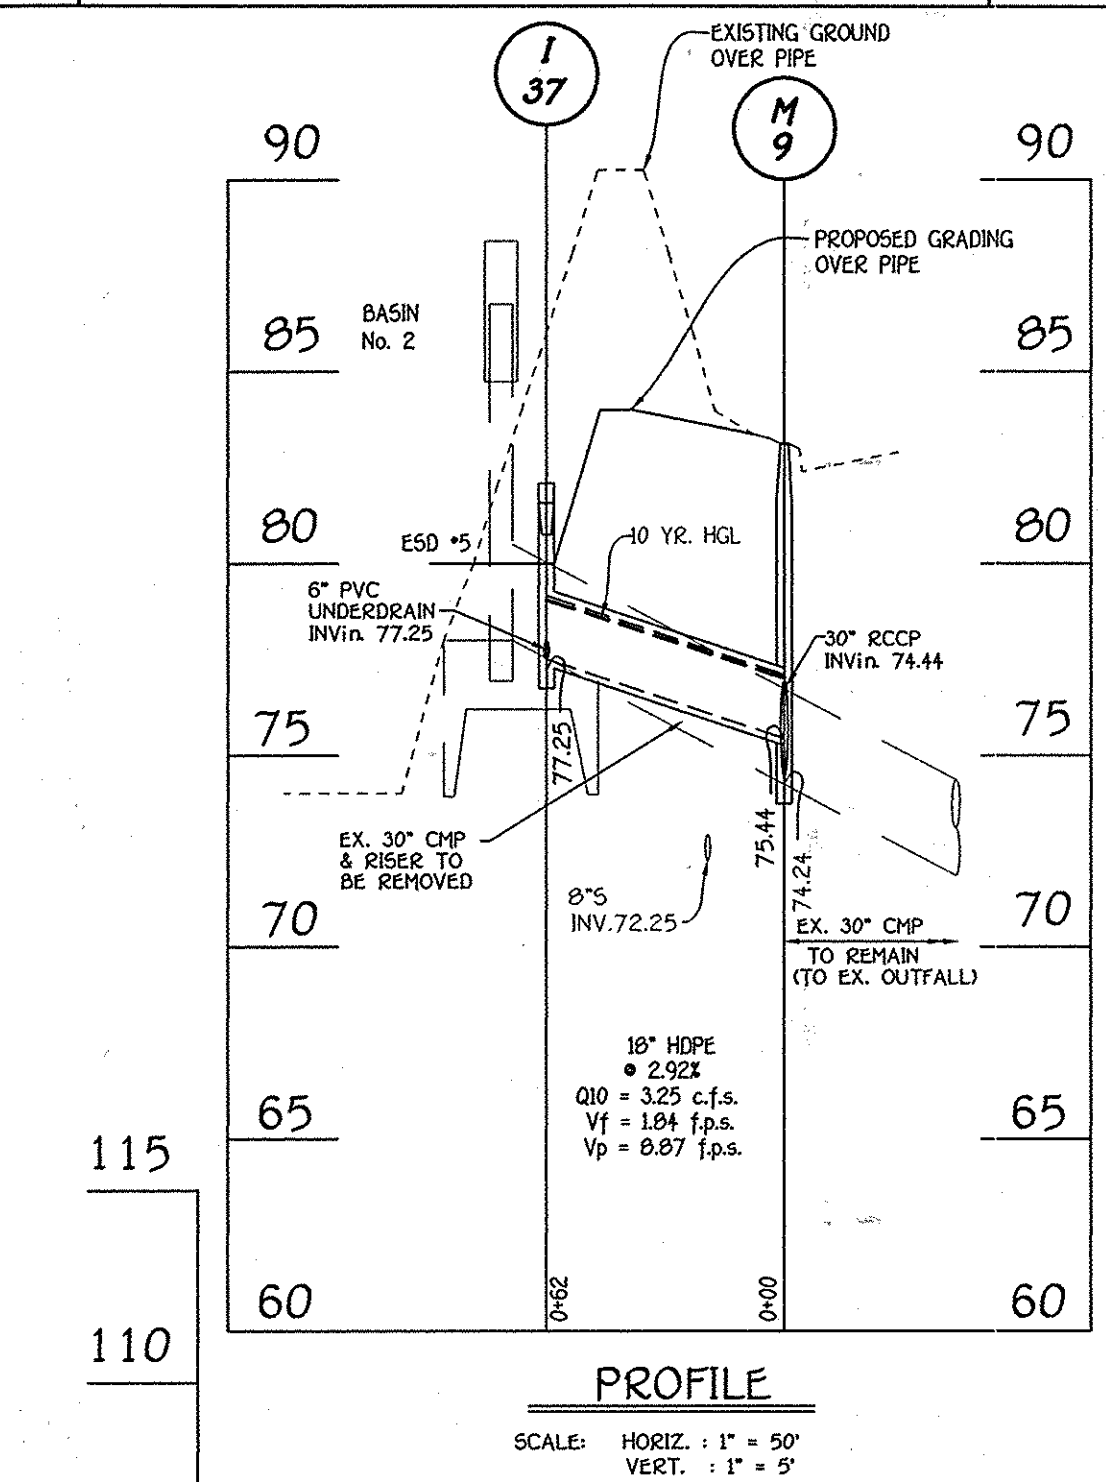 EXISTING GROUND
OVER PIPE
I
37
M
9
90
90
PROPOSED GRADING
OVER PIPE
BASIN
No. 2
85
85
80
80
ESD #5
10 YR. HGL
6" PVC
UNDERDRAIN
INVin 77.25
30" RCCP
INVin 74.44
75
75
77.25
75.44
74.24
EX. 30" CMP
& RISER TO
BE REMOVED
8"S
INV.72.25
70
70
EX. 30" CMP
TO REMAIN
(TO EX. OUTFALL)
18" HDPE
@ 2.92%
Q10 = 3.25 c.f.s.
Vf = 1.84 f.p.s.
Vp = 8.87 f.p.s.
65
65
115
0+62
0+00
60
60
110
PROFILE
SCALE: HORIZ. : 1" = 50'
VERT. : 1" = 5'